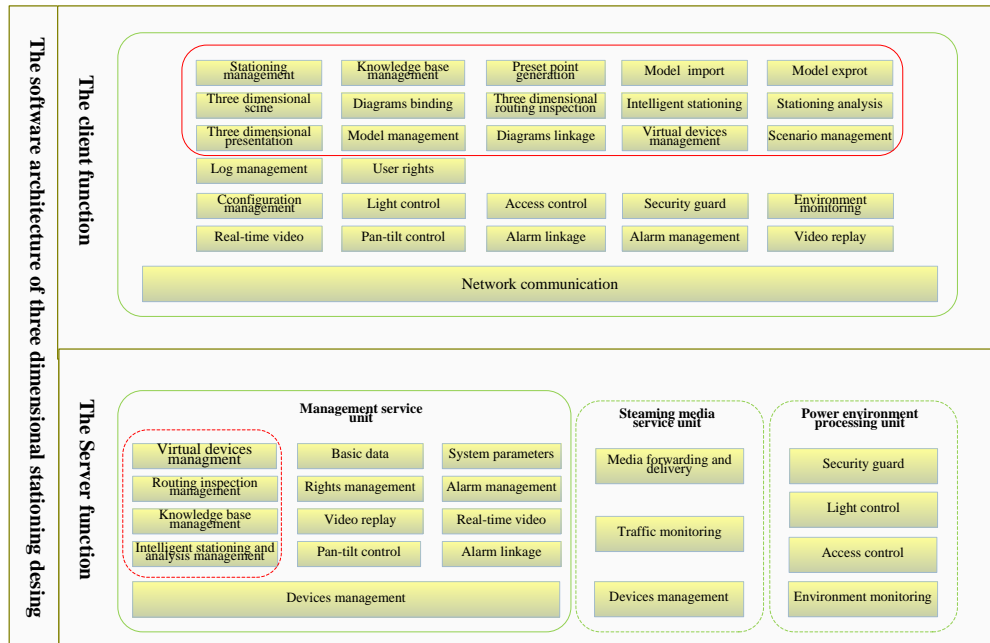 The software architecture of three dimensional stationing desing
The client function
Stationing
management
Knowledge base
management
Preset point
generation
Model import
Model exprot
Three dimensional
scine
Diagrams binding
Three dimensional
routing inspection
Intelligent stationing
Stationing analysis
Three dimensional
presentation
Model management
Diagrams linkage
Virtual devices
management
Scenario management
Log management
User rights
Cconfiguration
management
Light control
Access control
Security guard
Environment
monitoring
Real-time video
Pan-tilt control
Alarm linkage
Alarm management
Video replay
Network communication
The Server function
Management service
unit
Virtual devices
managment
Basic data
System parameters
Routing inspection
management
Rights management
Alarm management
Knowledge base
management
Video replay
Real-time video
Intelligent stationing and
analysis management
Pan-tilt control
Alarm linkage
Devices management
Steaming media
service unit
Media forwarding and
delivery
Traffic monitoring
Devices management
Power environment
processing unit
Security guard
Light control
Access control
Environment monitoring